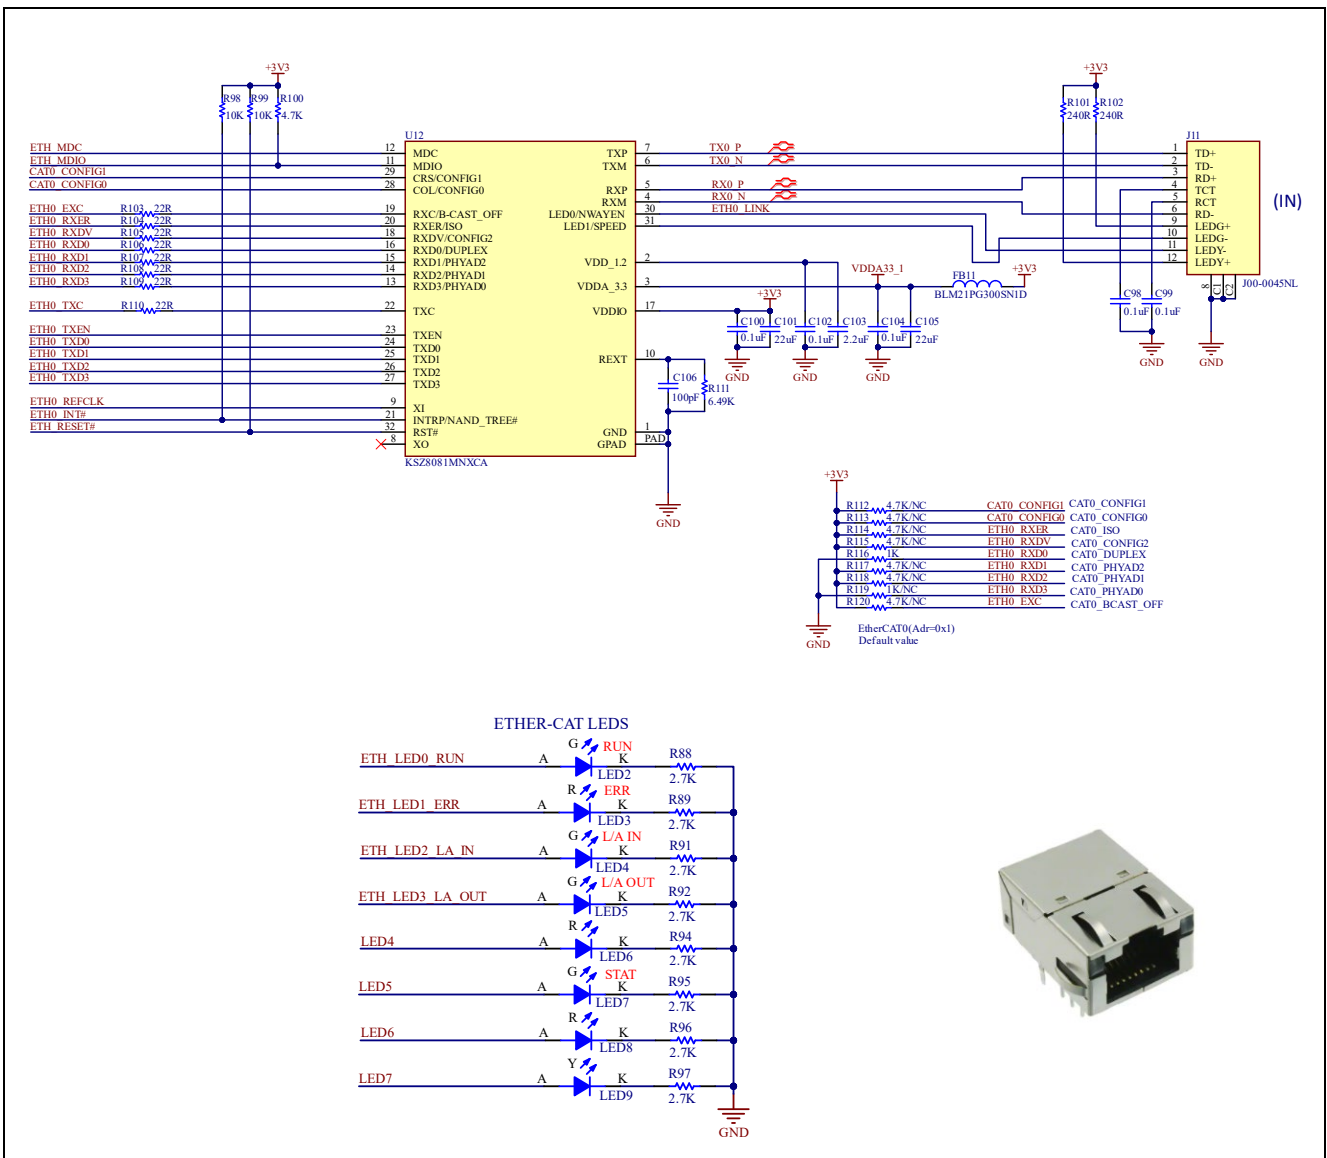 +3V3
R98 R99 R100
10K 10K 4.7K
ETH_MDC 12
ETH_MDIO 11
CAT0_CONFIG1 29
CAT0_CONFIG0 28
ETH0_EXC R103 22R 19
ETH0_RXER R104 22R 20
ETH0_RXDV R105 22R 18
ETH0_RXD0 R106 22R 16
ETH0_RXD1 R107 22R 15
ETH0_RXD2 R108 22R 14
ETH0_RXD3 R109 22R 13
ETH0_TXC R110 22R 22
ETH0_TXEN 23
ETH0_TXD0 24
ETH0_TXD1 25
ETH0_TXD2 26
ETH0_TXD3 27
ETH0_REFCLK 9
ETH0_INT# 21
ETH_RESET# 32
8
U12
MDC TXP 7 TX0_P
MDIO TXM 6 TX0_N
CRS/CONFIG1
COL/CONFIG0 RXP 5 RX0_P
RXM 4 RX0_N
RXC/B-CAST_OFF LED0/NWAYEN 30 ETH0_LINK
RXER/ISO LED1/SPEED 31
RXDV/CONFIG2
RXD0/DUPLEX
RXD1/PHYAD2 VDD_1.2 2
RXD2/PHYAD1
RXD3/PHYAD0 VDDA_3.3 3
TXC VDDIO 17
TXEN
TXD0
TXD1 REXT 10
TXD2
TXD3
XI
INTRP/NAND_TREE#
RST# GND 1
XO GPAD PAD
KSZ8081MNXCA
VDDA33_1
FB11
+3V3
BLM21PG300SN1D
+3V3
C100 C101 C102 C103 C104 C105
0.1uF 22uF 0.1uF 2.2uF 0.1uF 22uF
GND GND GND
C106
100pF
R111
6.49K
GND
+3V3
R101 R102
240R 240R
J11
1 TD+
2 TD-
3 RD+
4 TCT
5 RCT
6 RD-
9 LEDG+
10 LEDG-
11 LEDY-
12 LEDY+
(IN)
8 C1 C2
J00-0045NL
C98 C99
0.1uF 0.1uF
GND GND
+3V3
R112 4.7K/NC CAT0_CONFIG1 CAT0_CONFIG1
R113 4.7K/NC CAT0_CONFIG0 CAT0_CONFIG0
R114 4.7K/NC ETH0_RXER CAT0_ISO
R115 4.7K/NC ETH0_RXDV CAT0_CONFIG2
R116 1K ETH0_RXD0 CAT0_DUPLEX
R117 4.7K/NC ETH0_RXD1 CAT0_PHYAD2
R118 4.7K/NC ETH0_RXD2 CAT0_PHYAD1
R119 1K/NC ETH0_RXD3 CAT0_PHYAD0
R120 4.7K/NC ETH0_EXC CAT0_BCAST_OFF
GND
EtherCAT0(Adr=0x1)
Default value
ETHER-CAT LEDS
ETH_LED0_RUN A G RUN K LED2 R88 2.7K
ETH_LED1_ERR A R ERR K LED3 R89 2.7K
ETH_LED2_LA_IN A G L/A IN K LED4 R91 2.7K
ETH_LED3_LA_OUT A G L/A OUT K LED5 R92 2.7K
LED4 A R K LED6 R94 2.7K
LED5 A G STAT K LED7 R95 2.7K
LED6 A R K LED8 R96 2.7K
LED7 A Y K LED9 R97 2.7K
GND